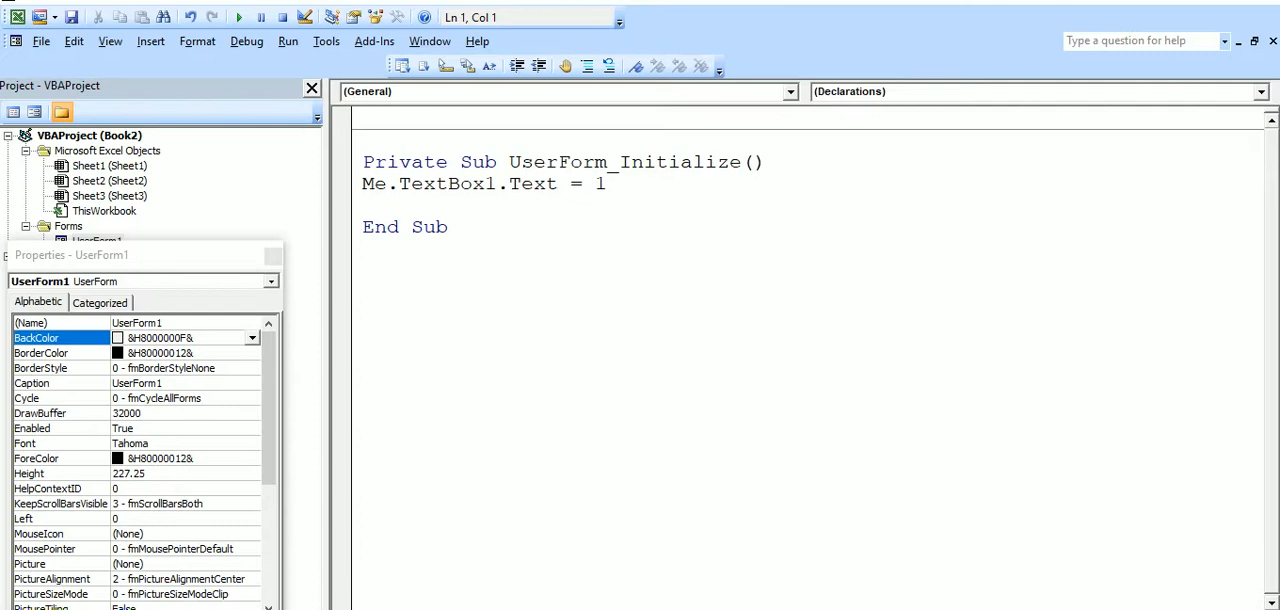 Ln 1, Col 1
File Edit View Insert Format Debug Run Tools Add-Ins Window Help
Type a question for help
Project - VBAProject
(General)
(Declarations)
VBAProject (Book2)
Microsoft Excel Objects
Sheet1 (Sheet1)
Sheet2 (Sheet2)
Sheet3 (Sheet3)
ThisWorkbook
Forms
UserForm1
Private Sub UserForm_Initialize()
Me.TextBox1.Text = 1
End Sub
Properties - UserForm1
UserForm1 UserForm
Alphabetic Categorized
(Name) UserForm1
BackColor &H8000000F&
BorderColor &H80000012&
BorderStyle 0 - fmBorderStyleNone
Caption UserForm1
Cycle 0 - fmCycleAllForms
DrawBuffer 32000
Enabled True
Font Tahoma
ForeColor &H80000012&
Height 227.25
HelpContextID 0
KeepScrollBarsVisible 3 - fmScrollBarsBoth
Left 0
MouseIcon (None)
MousePointer 0 - fmMousePointerDefault
Picture (None)
PictureAlignment 2 - fmPictureAlignmentCenter
PictureSizeMode 0 - fmPictureSizeModeClip
PictureTiling False